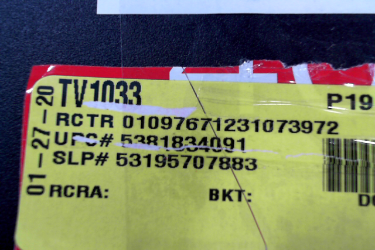 01-27-20
TV1033
P19
RCTR 01097671231073972
UPC# 5381834091
SLP# 53195707883
RCRA: BKT: